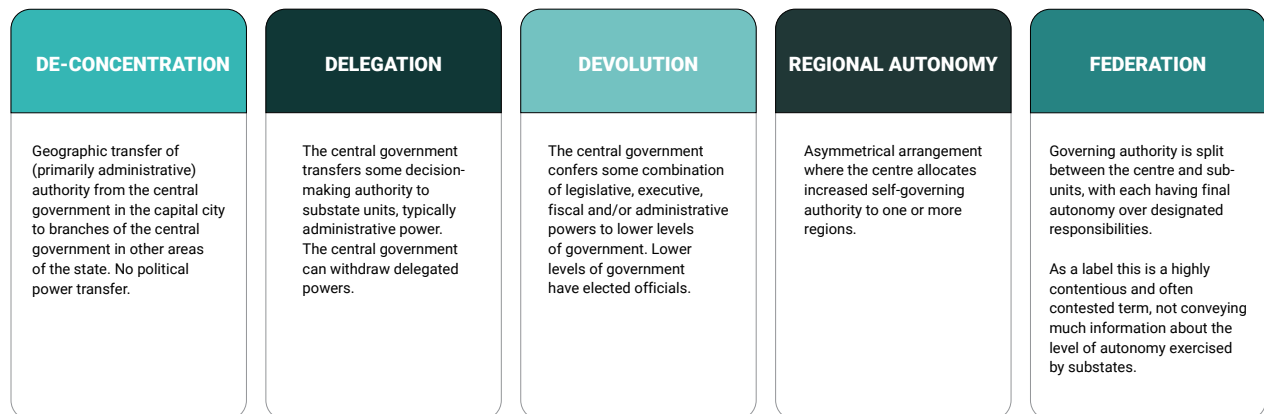 DE-CONCENTRATION
Geographic transfer of
(primarily administrative)
authority from the central
government in the capital city
to branches of the central
government in other areas
of the state. No political
power transfer.
DELEGATION
The central government
transfers some decision-
making authority to
substate units, typically
administrative power.
The central government
can withdraw delegated
powers.
DEVOLUTION
The central government
confers some combination
of legislative, executive,
fiscal and/or administrative
powers to lower levels
of government. Lower
levels of government
have elected officials.
REGIONAL AUTONOMY
Asymmetrical arrangement
where the centre allocates
increased self-governing
authority to one or more
regions.
FEDERATION
Governing authority is split
between the centre and sub-
units, with each having final
autonomy over designated
responsibilities.
As a label this is a highly
contentious and often
contested term, not conveying
much information about the
level of autonomy exercised
by substates.